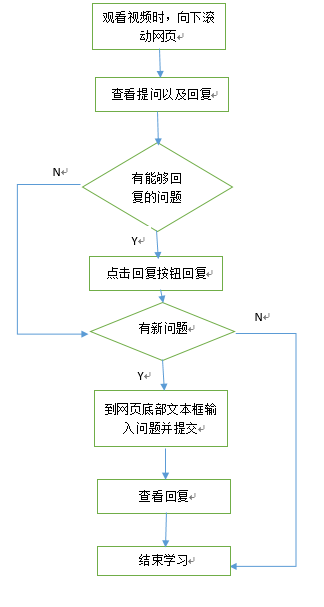 观看视频时，向下滚
动网页
查看提问以及回复
N
有能够回
复的问题
Y
点击回复按钮回复
N
有新问题
Y
到网页底部文本框输
入问题并提交
查看回复
结束学习